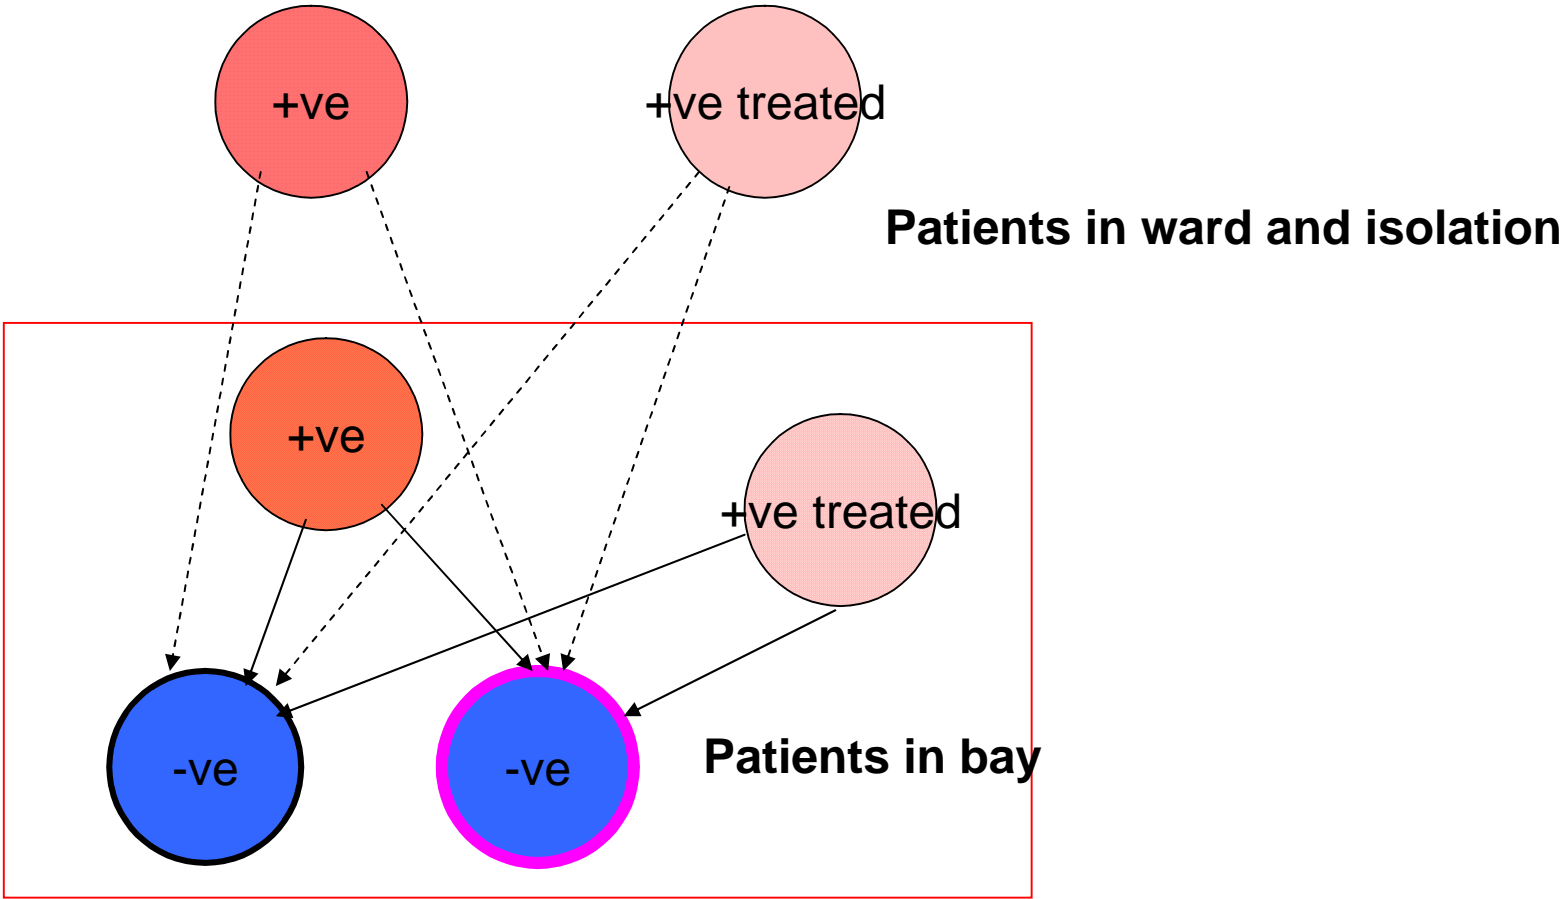 +ve
+ve treated
Patients in ward and isolation
+ve
+ve treated
Patients in bay
-ve
-ve